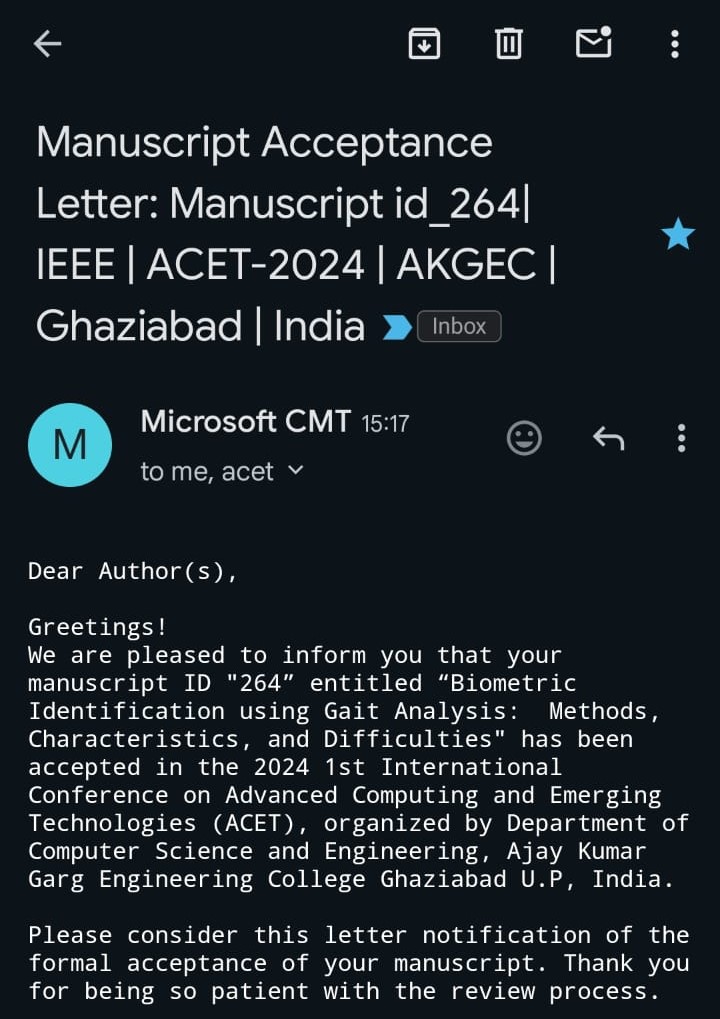 Manuscript Acceptance
Letter: Manuscript id_264|
IEEE | ACET-2024 | AKGEC |
Ghaziabad | India Inbox
M
Microsoft CMT 15:17
to me, acet
Dear Author(s),
Greetings!
We are pleased to inform you that your
manuscript ID "264” entitled “Biometric
Identification using Gait Analysis:  Methods,
Characteristics, and Difficulties" has been
accepted in the 2024 1st International
Conference on Advanced Computing and Emerging
Technologies (ACET), organized by Department of
Computer Science and Engineering, Ajay Kumar
Garg Engineering College Ghaziabad U.P, India.
Please consider this letter notification of the
formal acceptance of your manuscript. Thank you
for being so patient with the review process.